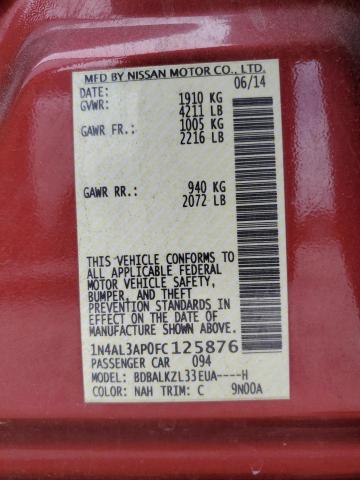 MFD BY NISSAN MOTOR CO., LTD.
DATE: 06/14
GVWR: 1910 KG
4211 LB
GAWR FR.: 1005 KG
2216 LB
GAWR RR.: 940 KG
2072 LB
THIS VEHICLE CONFORMS TO
ALL APPLICABLE FEDERAL
MOTOR VEHICLE SAFETY,
BUMPER, AND THEFT
PREVENTION STANDARDS IN
EFFECT ON THE DATE OF
MANUFACTURE SHOWN ABOVE.
1N4AL3AP0FC125876
PASSENGER CAR 094
MODEL: BDBALKZL33EUA----H
COLOR: NAH TRIM: C 9N00A